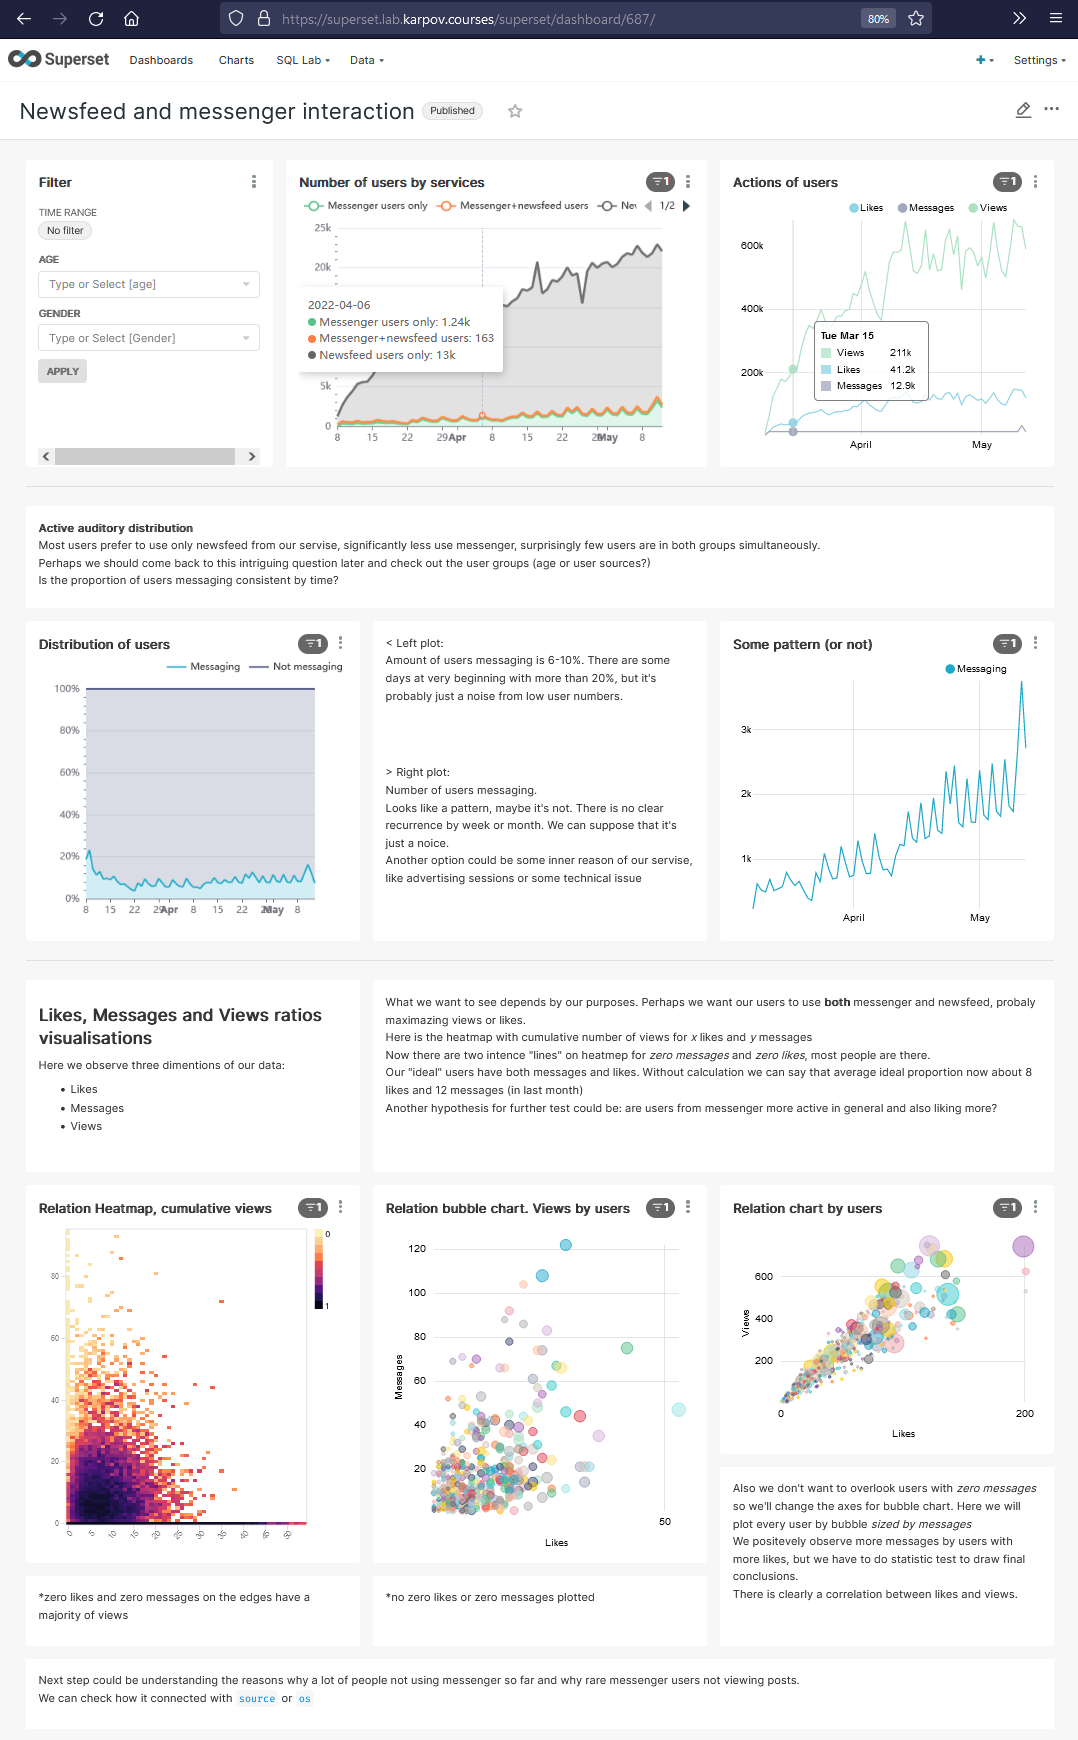 https://superset.lab.karpov.courses/superset/dashboard/687/
80%
Superset
Dashboards
Charts
SQL Lab
Data
+
Settings
Newsfeed and messenger interaction
Published
Filter
TIME RANGE
No filter
AGE
Type or Select [age]
GENDER
Type or Select [Gender]
APPLY
Number of users by services
1
Messenger users only
Messenger+newsfeed users
Nev
1/2
25k
20k
5k
0
2022-04-06
Messenger users only: 1.24k
Messenger+newsfeed users: 163
Newsfeed users only: 13k
8 15 22 29 Apr 8 15 22 May 8
Actions of users
1
Likes Messages Views
600k
400k
200k
Tue Mar 15
Views 211k
Likes 41.2k
Messages 12.9k
April May
Active auditory distribution
Most users prefer to use only newsfeed from our servise, significantly less use messenger, surprisingly few users are in both groups simultaneously.
Perhaps we should come back to this intriguing question later and check out the user groups (age or user sources?)
Is the proportion of users messaging consistent by time?
Distribution of users
1
Messaging Not messaging
100%
80%
60%
40%
20%
0%
8 15 22 29 Apr 8 15 22 May 8
< Left plot:
Amount of users messaging is 6-10%. There are some
days at very beginning with more than 20%, but it's
probably just a noise from low user numbers.
> Right plot:
Number of users messaging.
Looks like a pattern, maybe it's not. There is no clear
recurrence by week or month. We can suppose that it's
just a noice.
Another option could be some inner reason of our servise,
like advertising sessions or some technical issue
Some pattern (or not)
1
Messaging
3k
2k
1k
April May
Likes, Messages and Views ratios
visualisations
Here we observe three dimentions of our data:
• Likes
• Messages
• Views
What we want to see depends by our purposes. Perhaps we want our users to use both messenger and newsfeed, probaly
maximazing views or likes.
Here is the heatmap with cumulative number of views for x likes and y messages
Now there are two intence "lines" on heatmep for zero messages and zero likes, most people are there.
Our "ideal" users have both messages and likes. Without calculation we can say that average ideal proportion now about 8
likes and 12 messages (in last month)
Another hypothesis for further test could be: are users from messenger more active in general and also liking more?
Relation Heatmap, cumulative views
1
0
1
80
60
40
20
0
0 5 10 15 20 25 30 35 40 45 50
Relation bubble chart. Views by users
1
120
100
80
60
40
20
Messages
50
Likes
Relation chart by users
1
600
400
200
Views
0 200
Likes
Also we don't want to overlook users with zero messages
so we'll change the axes for bubble chart. Here we will
plot every user by bubble sized by messages
We positevely observe more messages by users with
more likes, but we have to do statistic test to draw final
conclusions.
There is clearly a correlation between likes and views.
*zero likes and zero messages on the edges have a
majority of views
*no zero likes or zero messages plotted
Next step could be understanding the reasons why a lot of people not using messenger so far and why rare messenger users not viewing posts.
We can check how it connected with source or os